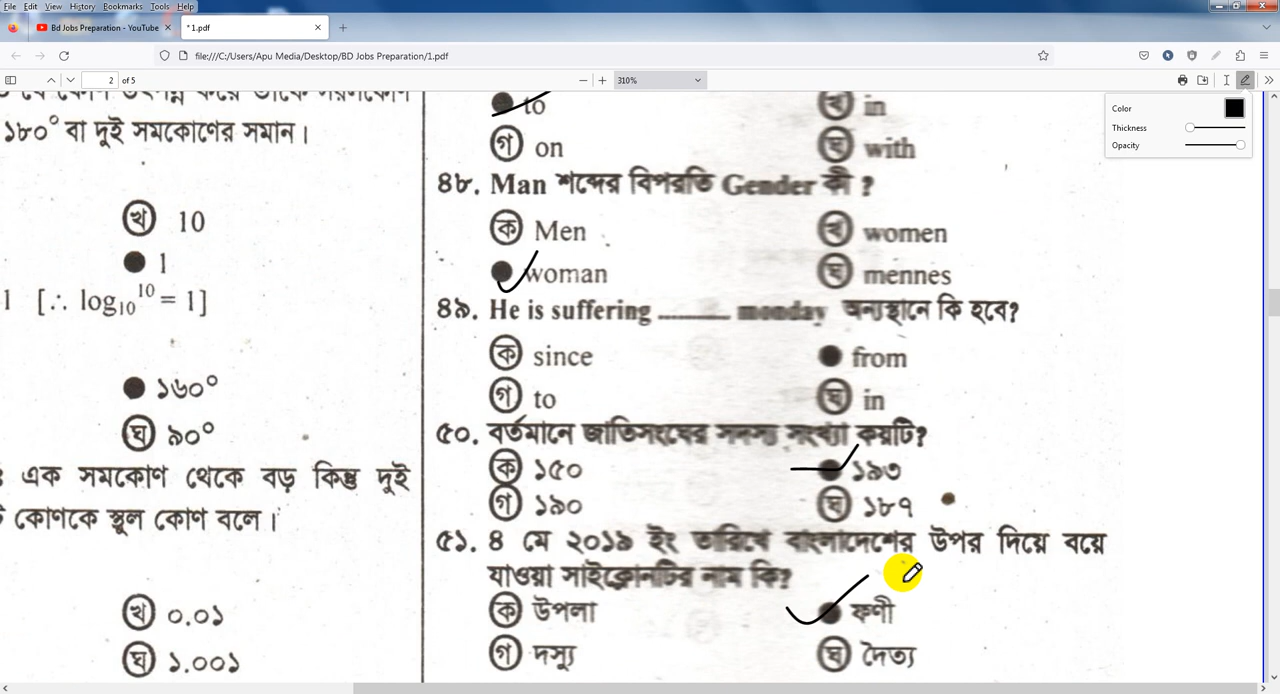 File Edit View History Bookmarks Tools Help
Bd Jobs Preparation - YouTube
* 1.pdf
file:///C:/Users/Apu Media/Desktop/BD Jobs Preparation/1.pdf
2 of 5
310%
Color
Thickness
Opacity
১৮০° বা দুই সমকোণের সমান।
খ 10
1
1 [∴ log10 10 = 1]
১৬০°
ঘ ৯০°
এক সমকোণ থেকে বড় কিন্তু দুই
কোণকে স্থুল কোণ বলে।
খ ০.০১
ঘ ১.০০১
to খ in
গ on ঘ with
৪৮. Man শব্দের বিপরতি Gender কী ?
ক Men খ women
woman ঘ mennes
৪৯. He is suffering ........ monday অন্যস্থানে কি হবে?
ক since from
গ to ঘ in
৫০. বর্তমানে জাতিসংঘের সদস্য সংখ্যা কয়টি?
ক ১৫০ ১৯৩
গ ১৯০ ঘ ১৮৭
৫১. ৪ মে ২০১৯ ইং তারিখে বাংলাদেশের উপর দিয়ে বয়ে
যাওয়া সাইক্লোনটির নাম কি?
ক উপলা ফণী
গ দস্যু ঘ দৈত্য